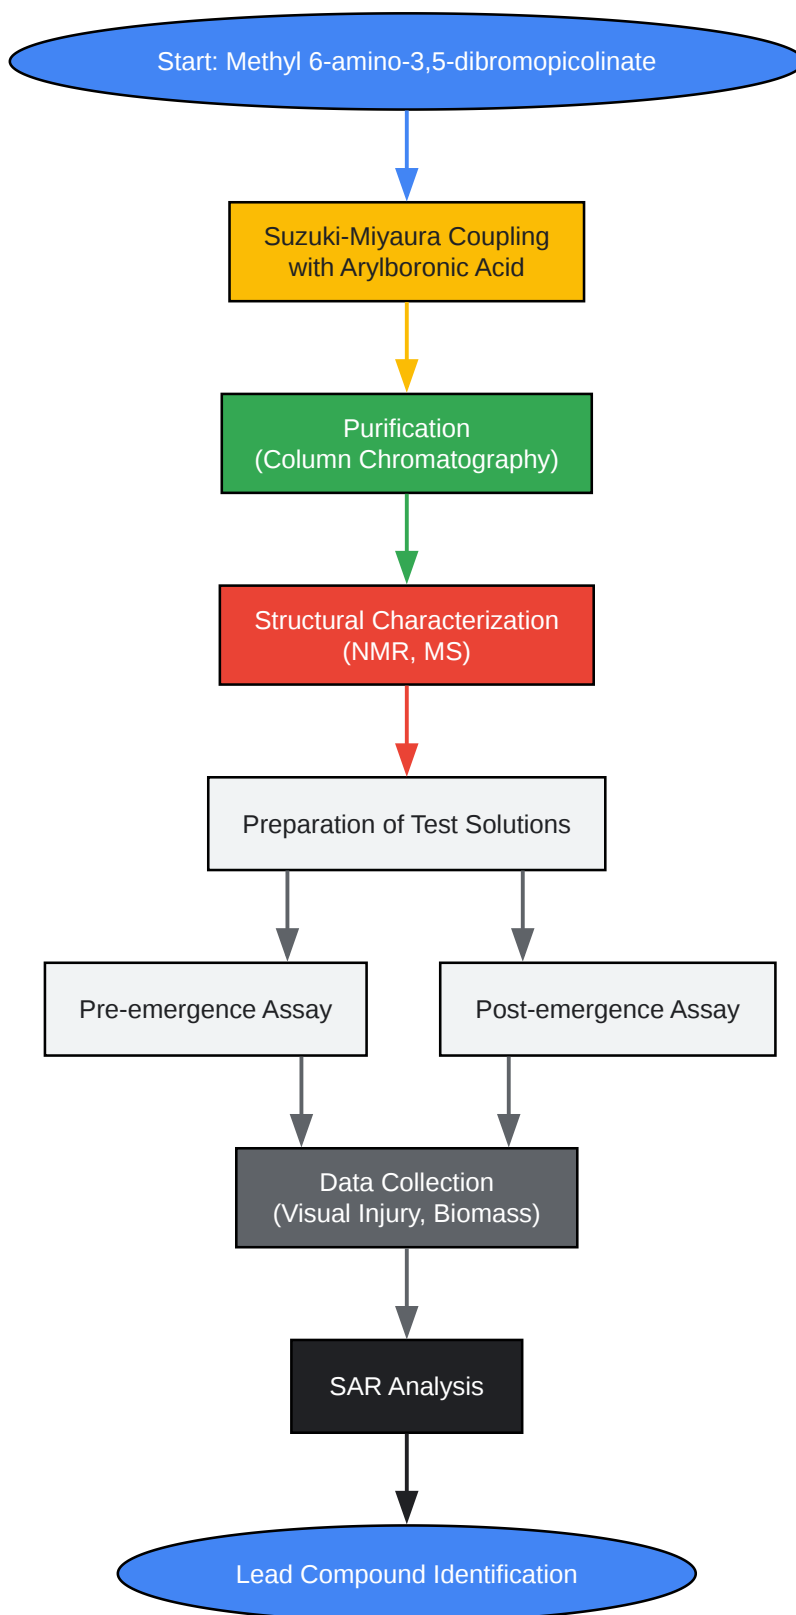 Start: Methyl 6-amino-3,5-dibromopicolinate
Suzuki-Miyaura Coupling
with Arylboronic Acid
Purification
(Column Chromatography)
Structural Characterization
(NMR, MS)
Preparation of Test Solutions
Pre-emergence Assay
Post-emergence Assay
Data Collection
(Visual Injury, Biomass)
SAR Analysis
Lead Compound Identification